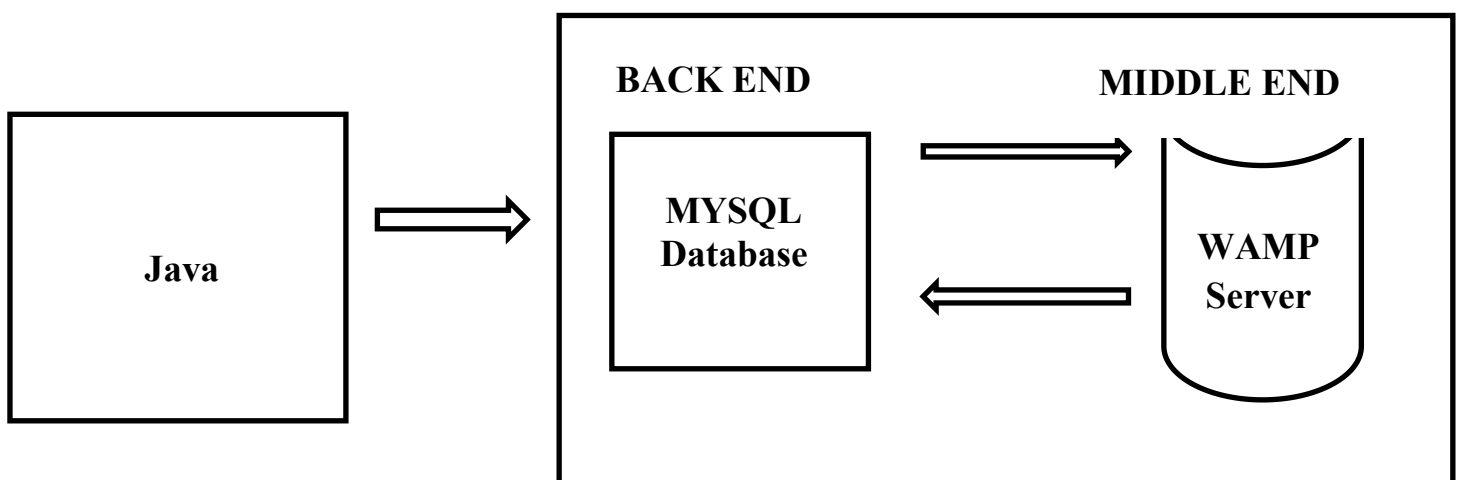 BACK END
MIDDLE END
Java
MYSQL
Database
WAMP
Server